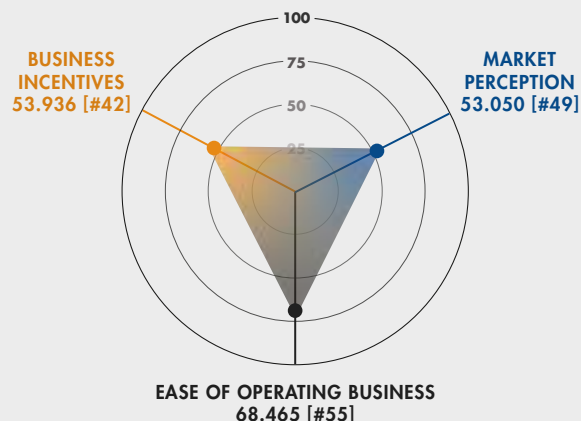 100
BUSINESS
INCENTIVES
53.936 [#42]
MARKET
PERCEPTION
53.050 [#49]
75
50
25
EASE OF OPERATING BUSINESS
68.465 [#55]